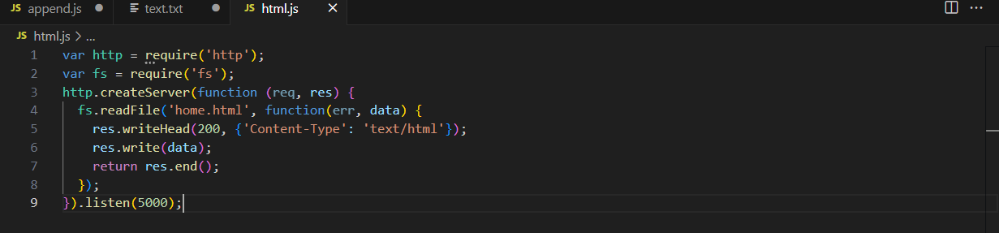 JS append.js ● text.txt ● JS html.js ×
JS html.js > ...
1 var http = require('http');
2 var fs = require('fs');
3 http.createServer(function (req, res) {
4   fs.readFile('home.html', function(err, data) {
5     res.writeHead(200, {'Content-Type': 'text/html'});
6     res.write(data);
7     return res.end();
8   });
9 }).listen(5000);